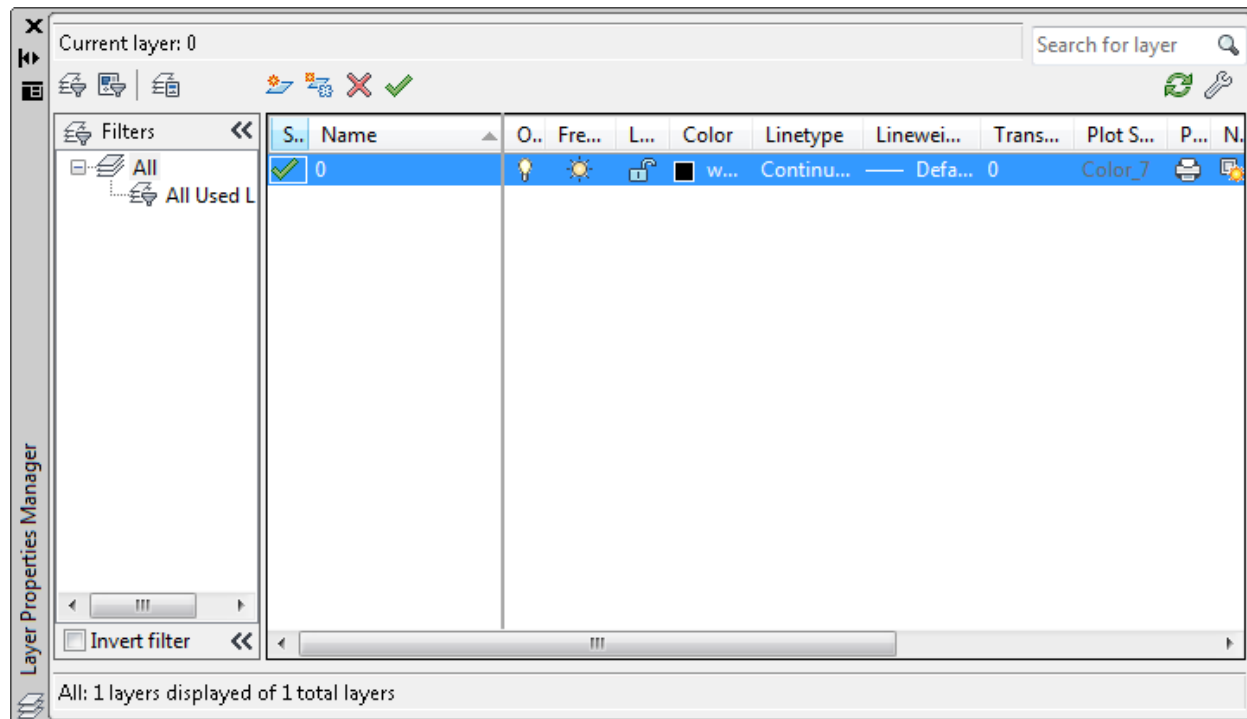 Current layer: 0
Search for layer
Filters
All
All Used L
S.. Name O.. Fre... L... Color Linetype Linewei... Trans... Plot S... P... N.
0 w... Continu... Defa... 0 Color_7
Invert filter
Layer Properties Manager
All: 1 layers displayed of 1 total layers